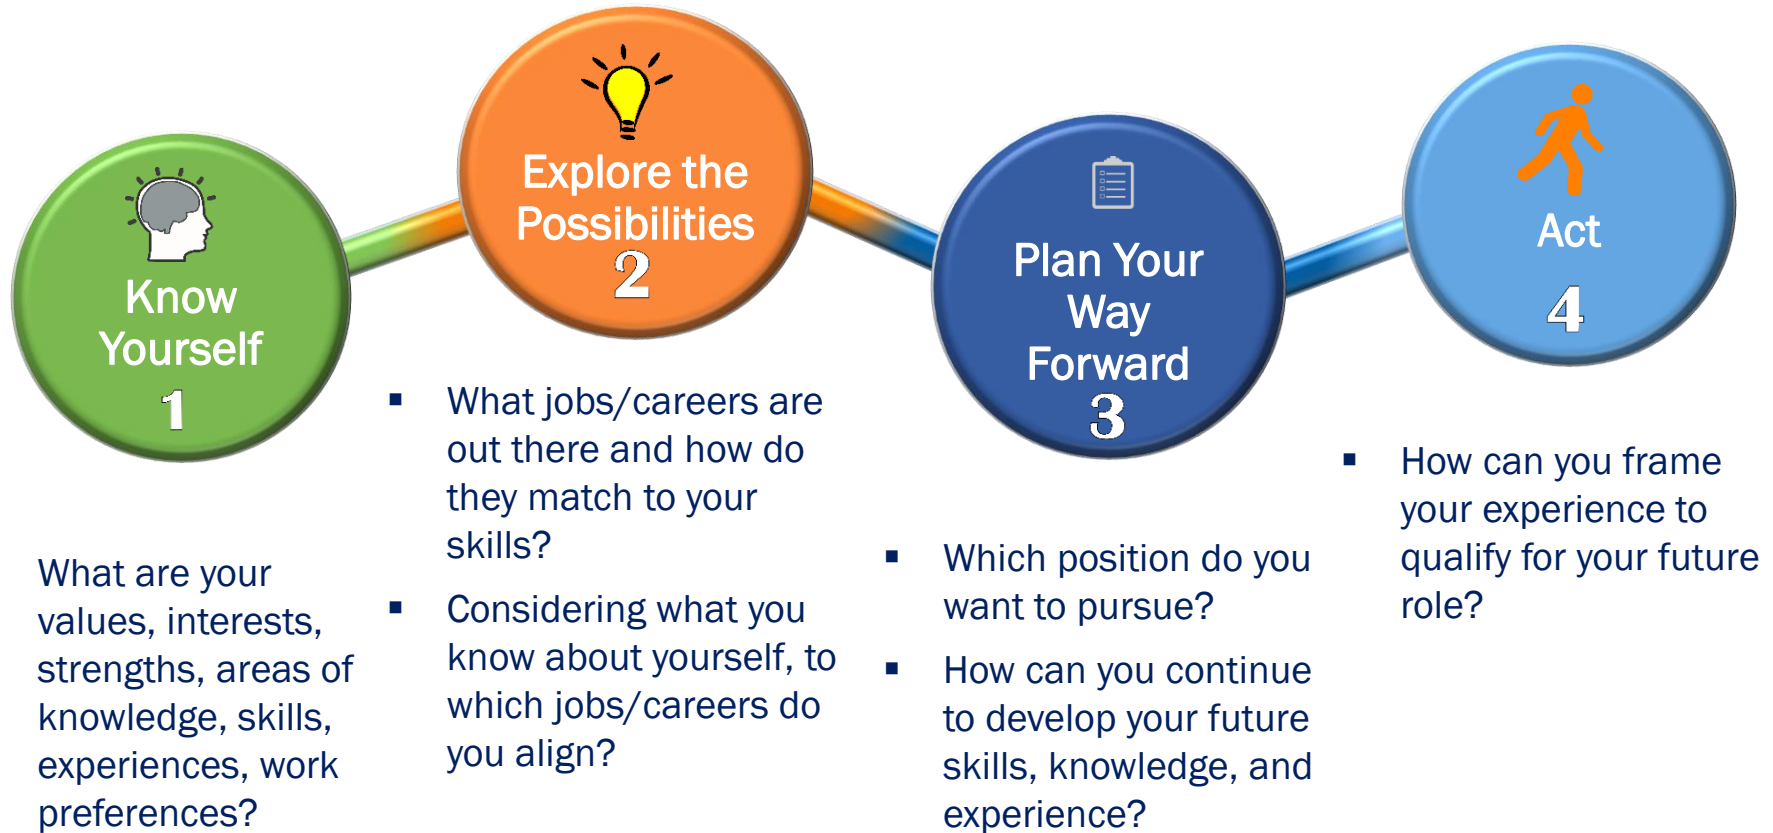 Know
Yourself
1
What are your
values, interests,
strengths, areas of
knowledge, skills,
experiences, work
preferences?
Explore the
Possibilities
2
▪ What jobs/careers are
out there and how do
they match to your
skills?
▪ Considering what you
know about yourself, to
which jobs/careers do
you align?
Plan Your
Way
Forward
3
▪ Which position do you
want to pursue?
▪ How can you continue
to develop your future
skills, knowledge, and
experience?
Act
4
▪ How can you frame
your experience to
qualify for your future
role?